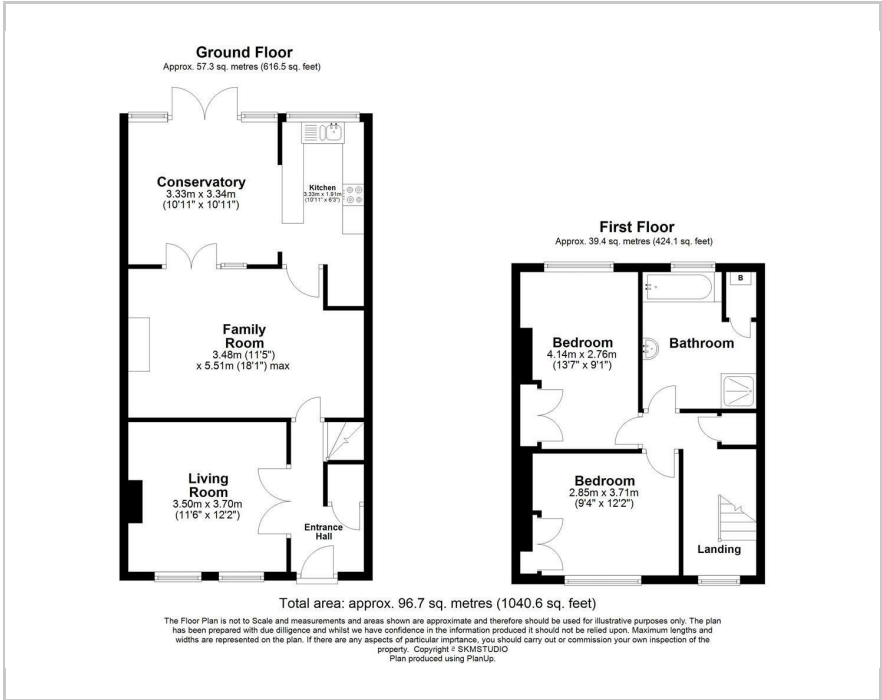 Ground Floor
Approx. 57.3 sq. metres (616.5 sq. feet)
Conservatory
3.33m x 3.34m
(10'11" x 10'11")
Kitchen
3.33m x 1.91m
(10'11" x 6'3")
Family
Room
3.48m (11'5")
x 5.51m (18'1") max
Living
Room
3.50m x 3.70m
(11'6" x 12'2")
Entrance
Hall
First Floor
Approx. 39.4 sq. metres (424.1 sq. feet)
B
Bedroom
4.14m x 2.76m
(13'7" x 9'1")
Bathroom
Bedroom
2.85m x 3.71m
(9'4" x 12'2")
Landing
Total area: approx. 96.7 sq. metres (1040.6 sq. feet)
The Floor Plan is not to Scale and measurements and areas shown are approximate and therefore should be used for illustrative purposes only. The plan
has been prepared with due dilligence and whilst we have confidence in the information produced it should not be relied upon. Maximum lengths and
widths are represented on the plan. If there are any aspects of particular imprtance, you should carry out or commission your own inspection of the
property. Copyright SKMSTUDIO
Plan produced using PlanUp.